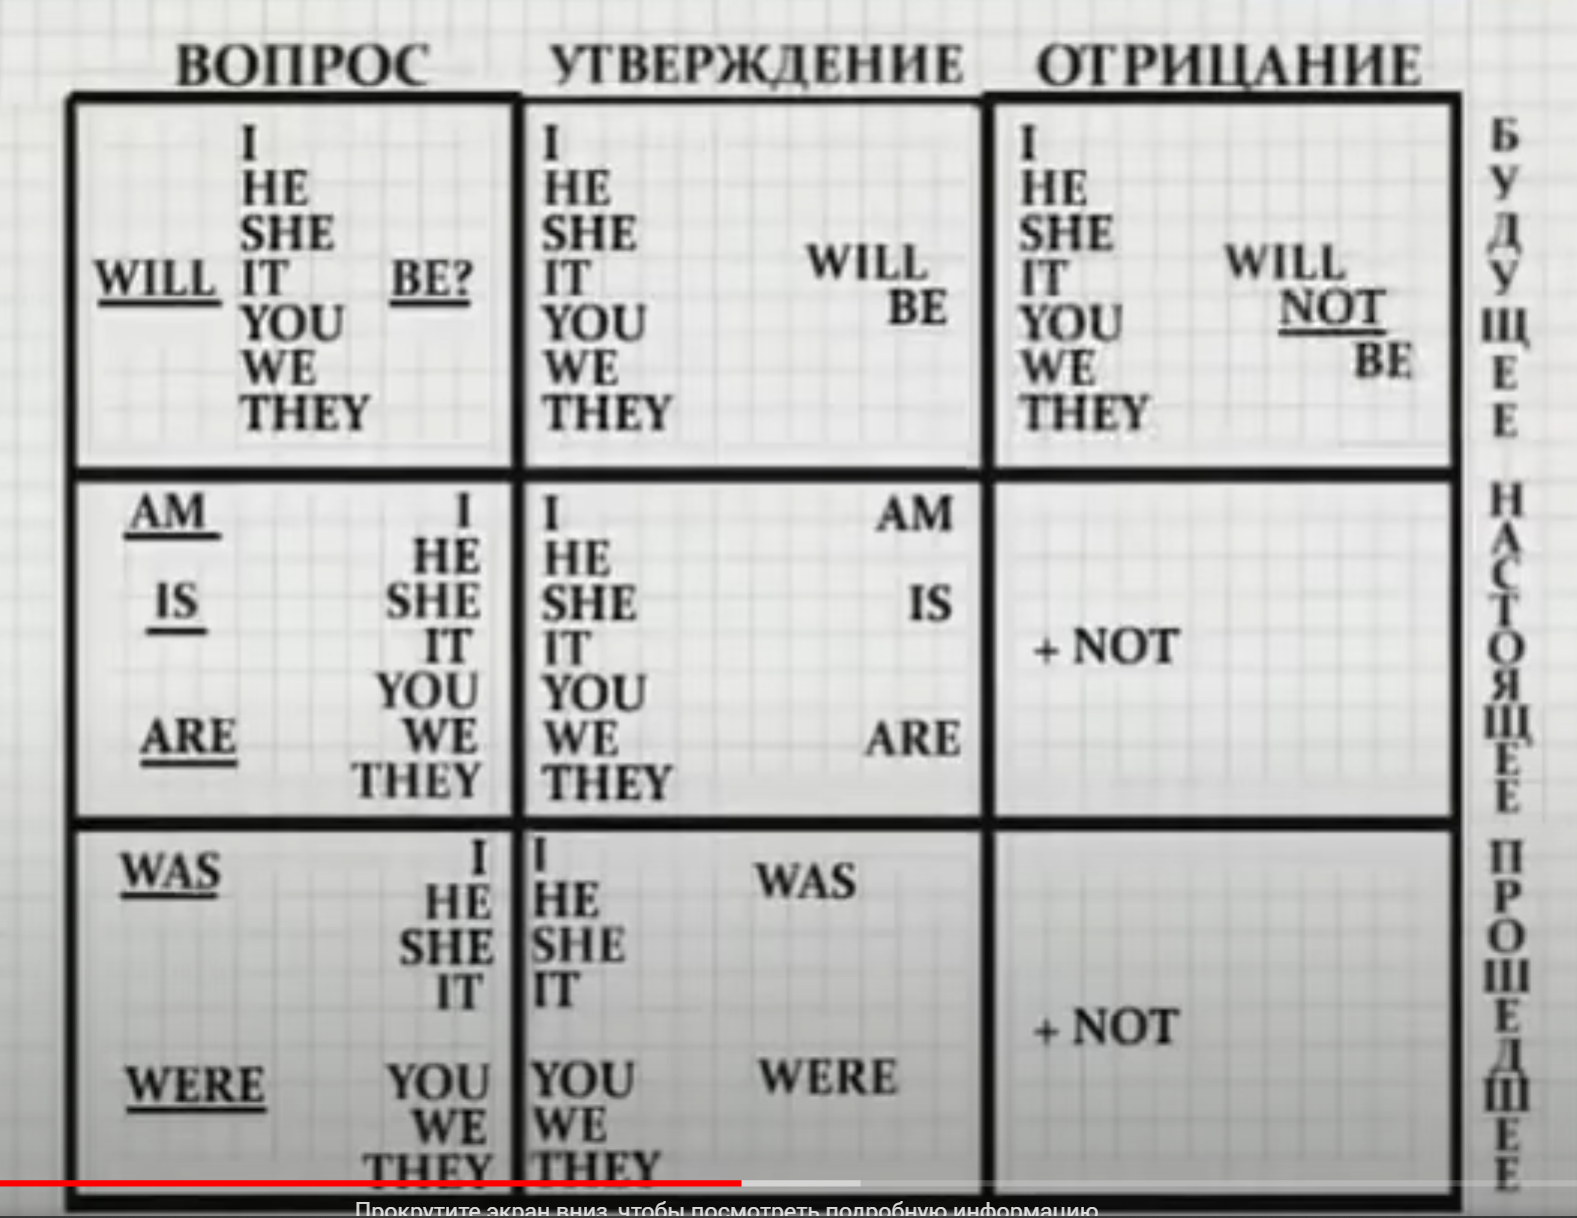 ВОПРОС УТВЕРЖДЕНИЕ ОТРИЦАНИЕ
I
HE
SHE
WILL IT BE?
YOU
WE
THEY
I
HE
SHE
IT
YOU
WE
THEY
WILL
BE
I
HE
SHE
IT
YOU
WE
THEY
WILL
NOT
BE
БУДУЩЕЕ
AM I
HE
IS SHE
IT
YOU
ARE WE
THEY
I AM
HE
SHE IS
IT
YOU
WE ARE
THEY
+ NOT
НАСТОЯЩЕЕ
WAS I
HE
SHE
IT
WERE YOU
WE
THEY
I WAS
HE
SHE
IT
YOU WERE
WE
THEY
+ NOT
ПРОШЕДШЕЕ
Прокрутите экран вниз, чтобы посмотреть подробную информацию